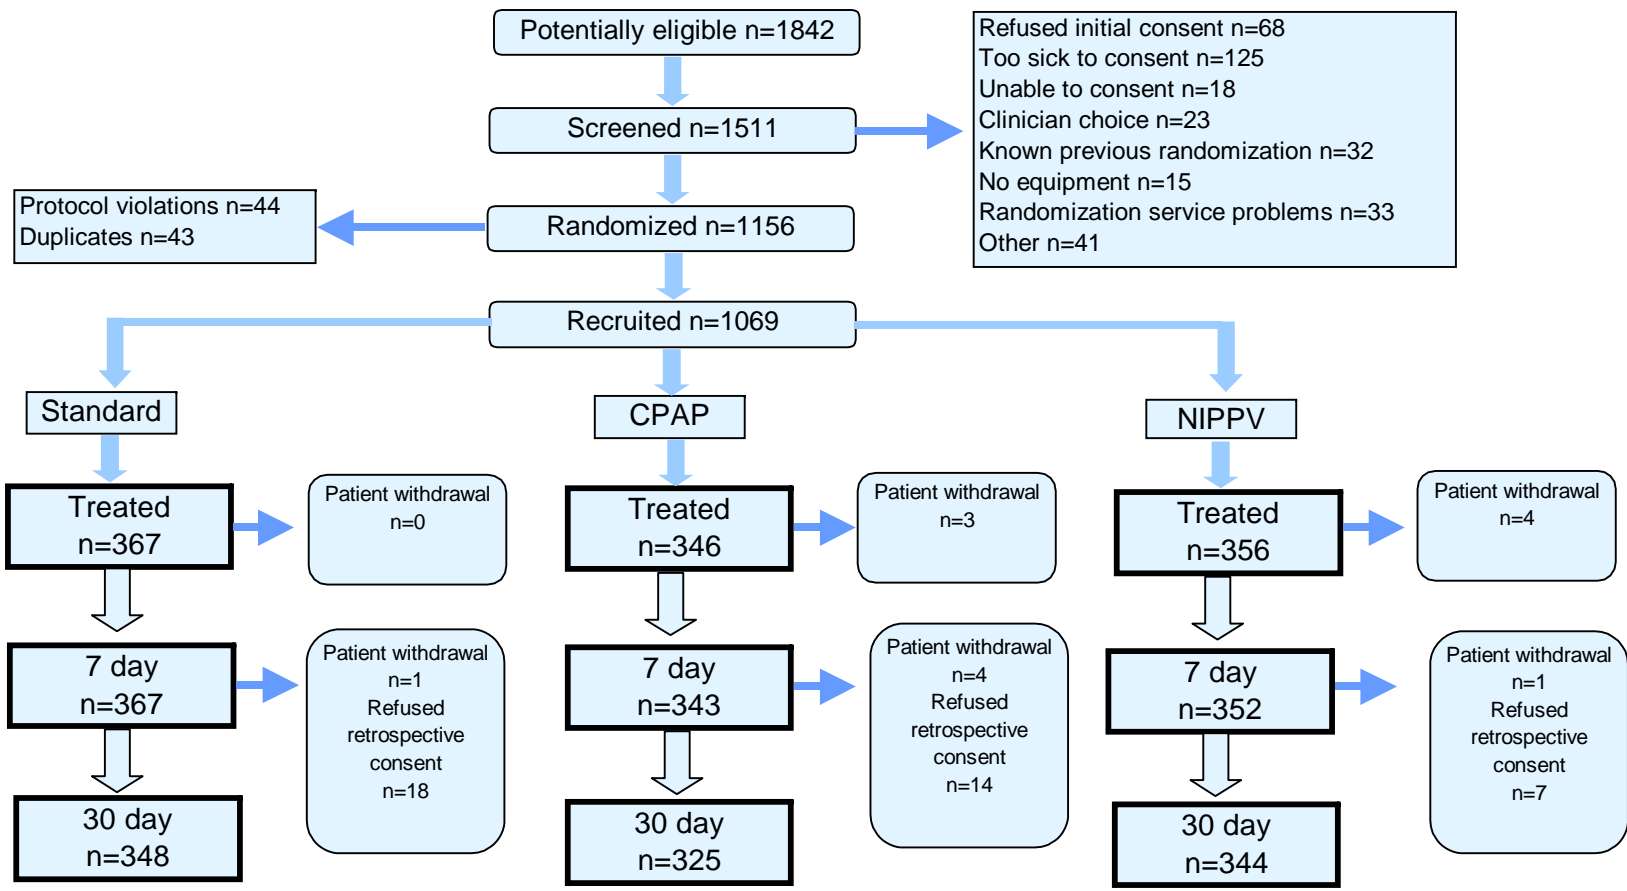 Potentially eligible n=1842
Refused initial consent n=68
Too sick to consent n=125
Unable to consent n=18
Clinician choice n=23
Known previous randomization n=32
No equipment n=15
Randomization service problems n=33
Other n=41
Screened n=1511
Protocol violations n=44
Duplicates n=43
Randomized n=1156
Recruited n=1069
Standard
CPAP
NIPPV
Treated
n=367
Patient withdrawal
n=0
Treated
n=346
Patient withdrawal
n=3
Treated
n=356
Patient withdrawal
n=4
7 day
n=367
Patient withdrawal
n=1
Refused
retrospective
consent
n=18
7 day
n=343
Patient withdrawal
n=4
Refused
retrospective
consent
n=14
7 day
n=352
Patient withdrawal
n=1
Refused
retrospective
consent
n=7
30 day
n=348
30 day
n=325
30 day
n=344